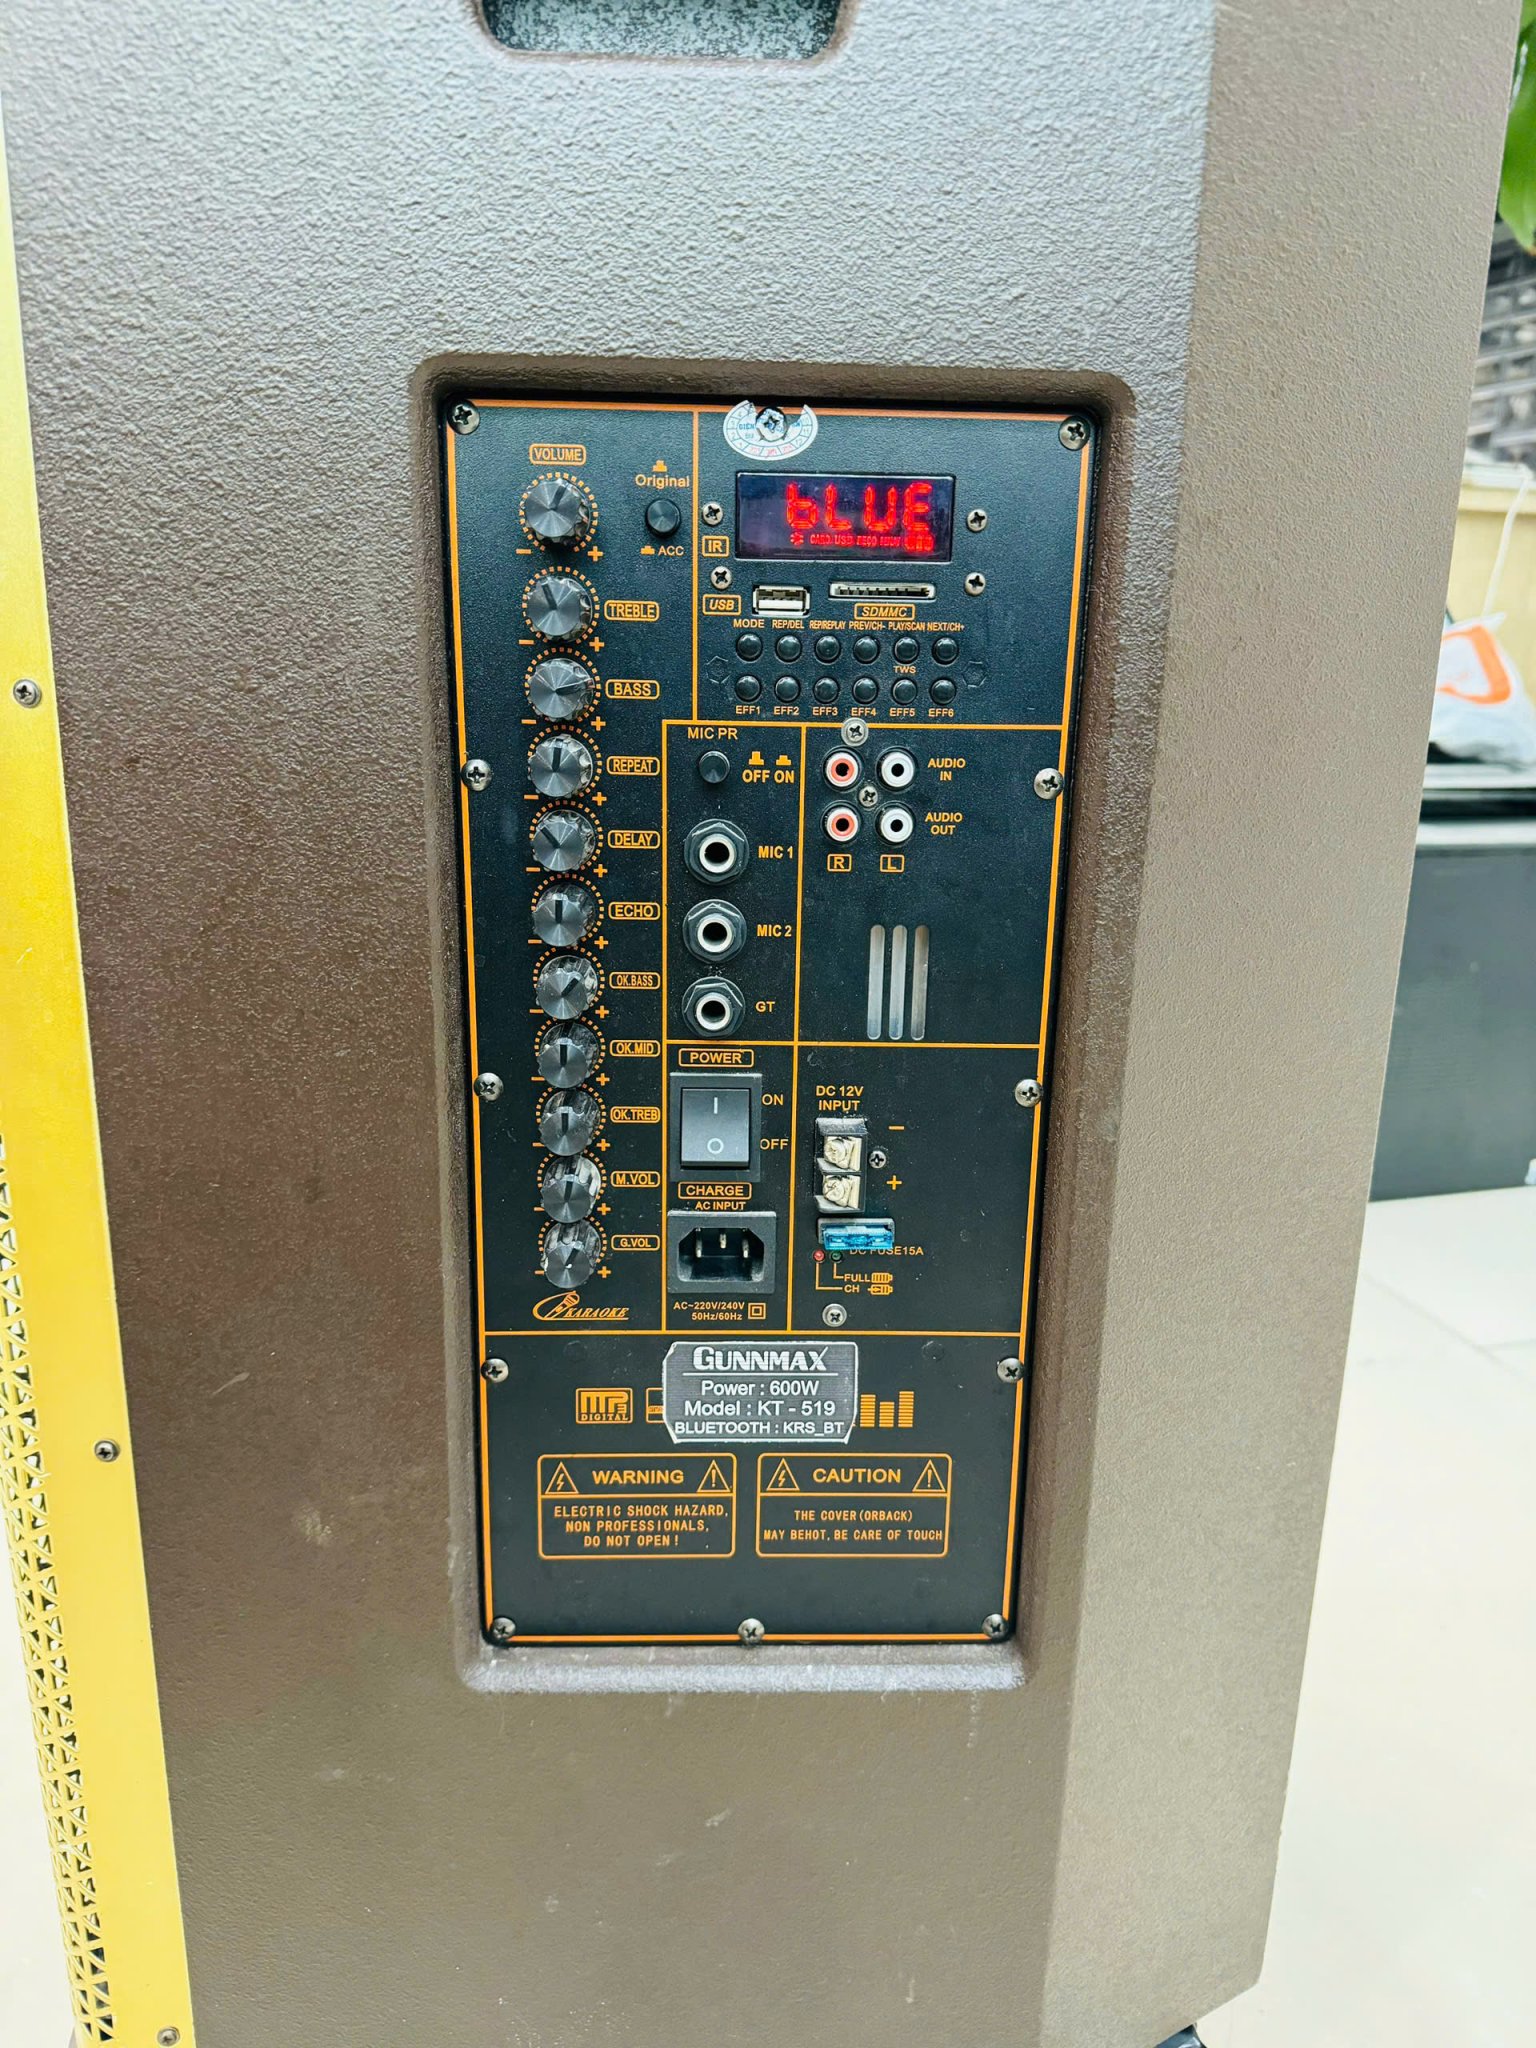 VOLUME
Original
ACC
bLUE
IR
USB
SDMMC
MODE REP/DEL REP/REPLAY PREV/CH- PLAY/SCAN NEXT/CH+
TWS
EFF1 EFF2 EFF3 EFF4 EFF5 EFF6
- +
TREBLE
- +
BASS
- +
REPEAT
- +
DELAY
- +
ECHO
- +
OK.BASS
- +
OK.MID
- +
OK.TREB
- +
M.VOL
- +
G.VOL
- +
KARAOKE
MIC PR
OFF ON
MIC 1
MIC 2
GT
AUDIO
IN
AUDIO
OUT
R L
POWER
ON
OFF
CHARGE
AC INPUT
AC~220V/240V
50Hz/60Hz
DC 12V
INPUT
-
+
DC FUSE15A
FULL
CH
GUNNMAX
Power : 600W
Model : KT - 519
BLUETOOTH : KRS_BT
MP3
DIGITAL
WARNING
ELECTRIC SHOCK HAZARD,
NON PROFESSIONALS,
DO NOT OPEN !
CAUTION
THE COVER(ORBACK)
MAY BEHOT, BE CARE OF TOUCH